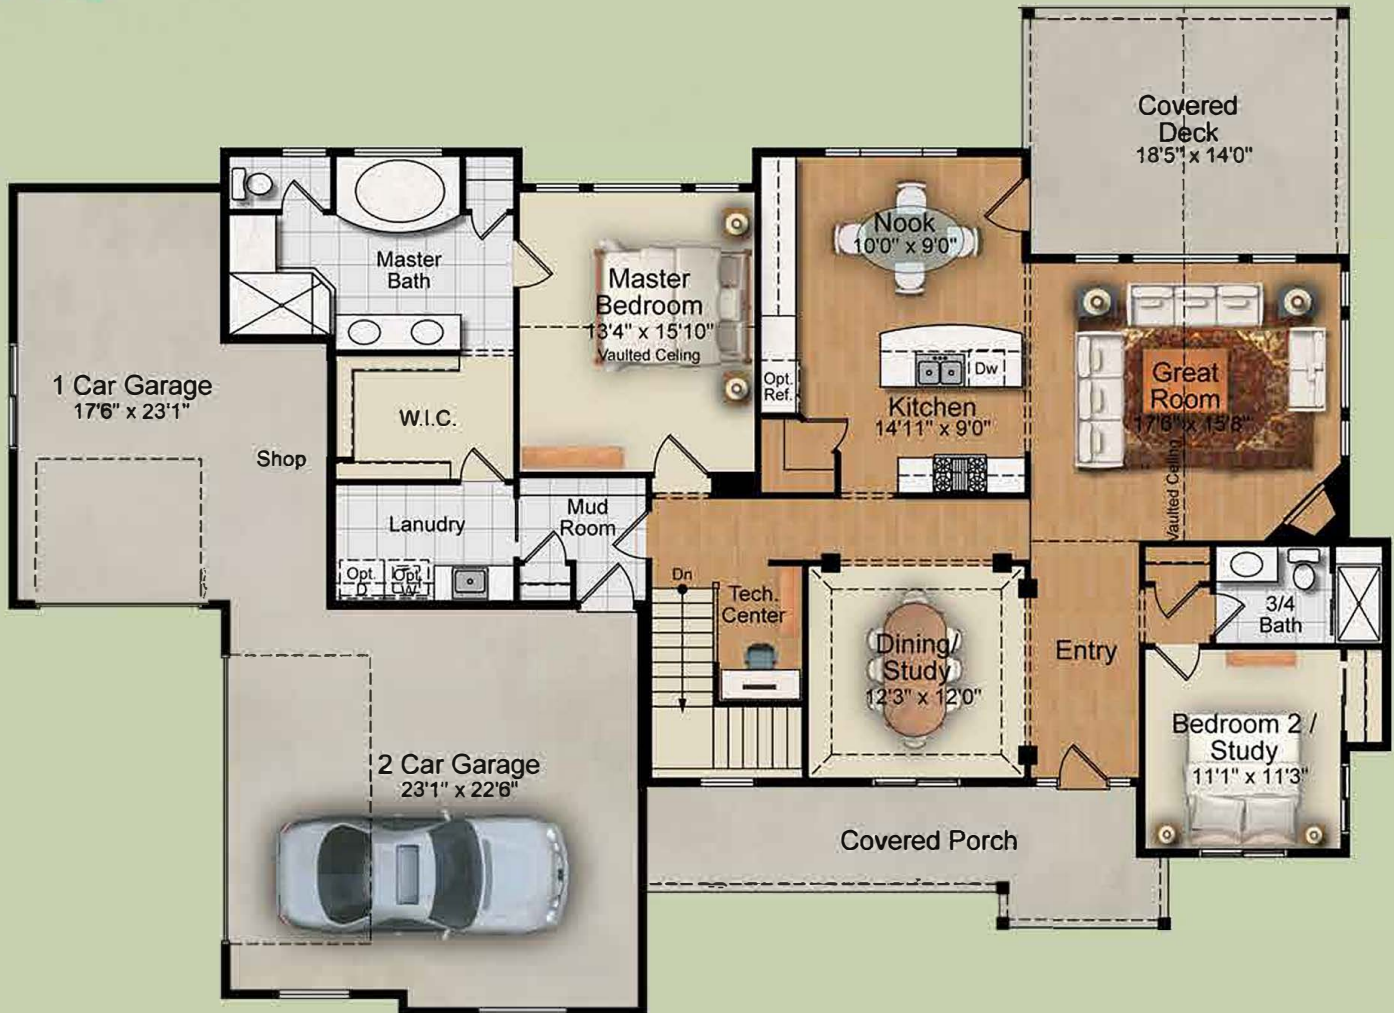 Covered
Deck
18'5" x 14'0"
Nook
10'0" x 9'0"
Master
Bath
Master
Bedroom
13'4" x 15'10"
Vaulted Celing
1 Car Garage
17'6" x 23'1"
Shop
W.I.C.
Opt.
Ref.
Dw
Kitchen
14'11" x 9'0"
Great
Room
17'6" x 15'8"
Vaulted Ceiling
Lanudry
Mud
Room
Opt.
D
Opt.
W
Dn
Tech.
Center
Dining/
Study
12'3" x 12'0"
Entry
3/4
Bath
Bedroom 2 /
Study
11'1" x 11'3"
2 Car Garage
23'1" x 22'6"
Covered Porch